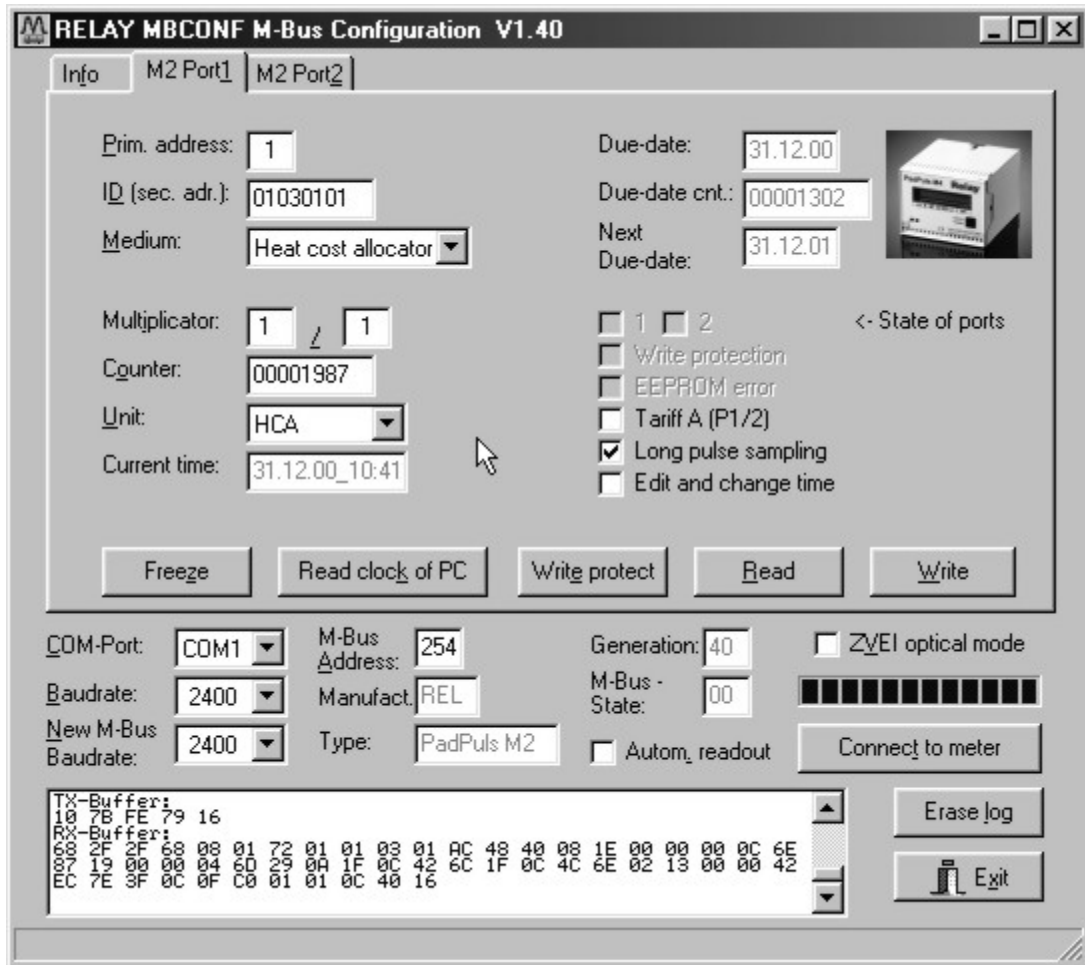 RELAY MBCONF M-Bus Configuration V1.40
Info M2 Port1 M2 Port2
Prim. address: 1
ID (sec. adr.): 01030101
Medium: Heat cost allocator
Due-date: 31.12.00
Due-date cnt.: 00001302
Next
Due-date: 31.12.01
PadPuls M2 Relay
Multiplicator: 1 / 1
Counter: 00001987
Unit: HCA
Current time: 31.12.00_10:41
1 2 <- State of ports
Write protection
EEPROM error
Tariff A (P1/2)
Long pulse sampling
Edit and change time
Freeze Read clock of PC Write protect Read Write
COM-Port: COM1
Baudrate: 2400
New M-Bus
Baudrate: 2400
M-Bus
Address: 254
Manufact. REL
Type: PadPuls M2
Generation: 40
M-Bus -
State: 00
Autom. readout
ZVEI optical mode
Connect to meter
TX-Buffer:
10 7B FE 79 16
RX-Buffer:
68 2F 2F 68 08 01 72 01 01 03 01 AC 48 40 08 1E 00 00 00 0C 6E
87 19 00 00 04 6D 29 0A 1F 0C 42 6C 1F 0C 4C 6E 02 13 00 00 42
EC 7E 3F 0C 0F C0 01 01 0C 40 16
Erase log
Exit